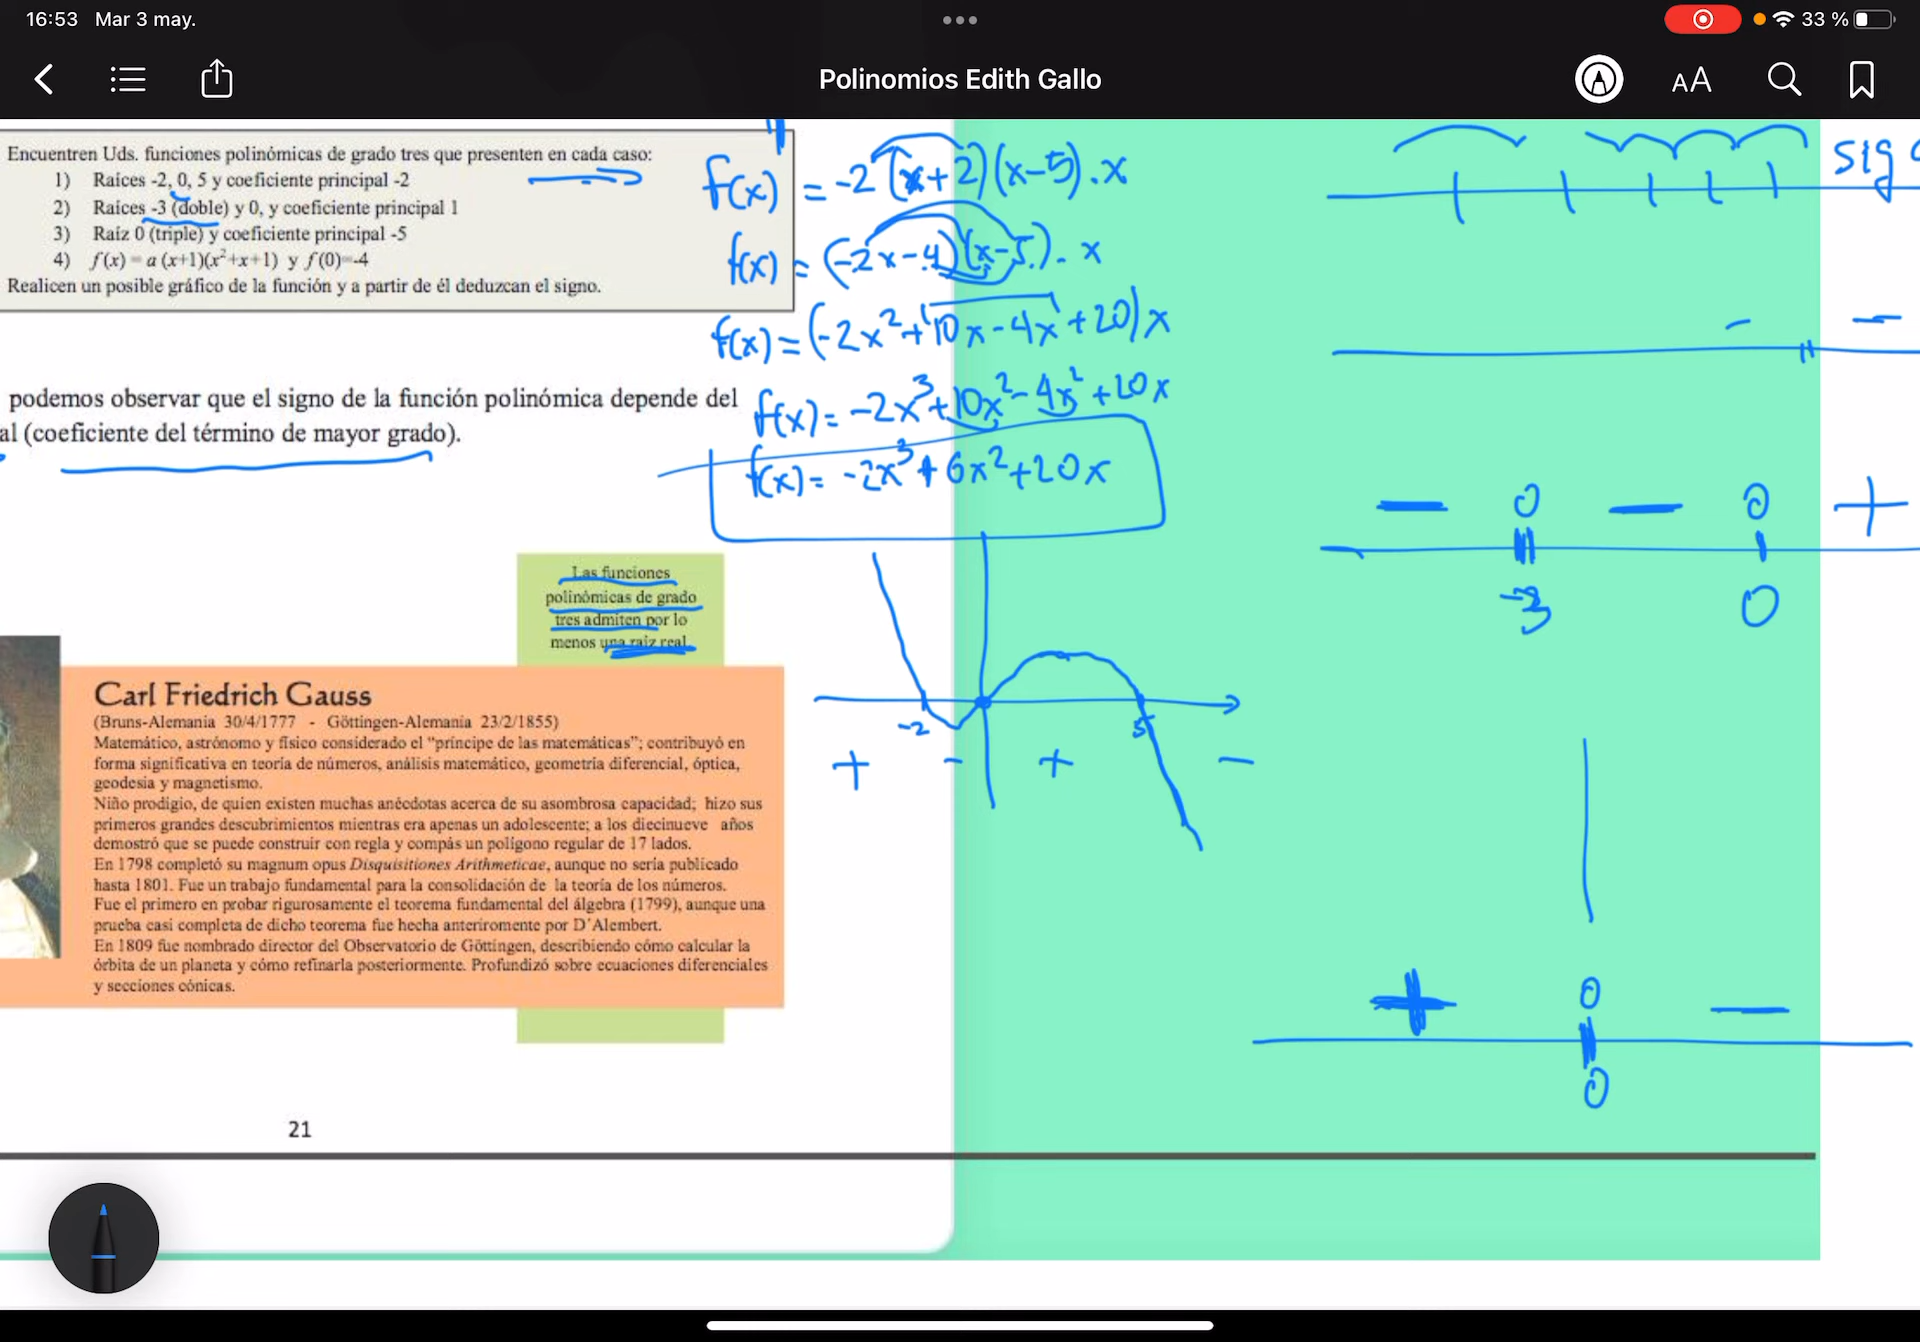 16:53 Mar 3 may.
33 %
Polinomios Edith Gallo
AA
Encuentren Uds. funciones polinómicas de grado tres que presenten en cada caso:
1) Raíces -2, 0, 5 y coeficiente principal -2
2) Raíces -3 (doble) y 0, y coeficiente principal 1
3) Raíz 0 (triple) y coeficiente principal -5
4) f(x) = a (x+1)(x²+x+1) y f(0)=-4
Realicen un posible gráfico de la función y a partir de él deduzcan el signo.
podemos observar que el signo de la función polinómica depende del
al (coeficiente del término de mayor grado).
f(x) = -2(x+2)(x-5).x
f(x) = (-2x-4)(x-5). x
f(x) = (-2x²+10x-4x+20)x
f(x) = -2x³+10x²-4x²+20x
f(x) = -2x³+6x²+20x
-2
5
+ - + -
Las funciones
polinómicas de grado
tres admiten por lo
menos una raíz real.
Carl Friedrich Gauss
(Bruns-Alemania 30/4/1777 - Göttingen-Alemania 23/2/1855)
Matemático, astrónomo y físico considerado el "príncipe de las matemáticas"; contribuyó en
forma significativa en teoría de números, análisis matemático, geometría diferencial, óptica,
geodesia y magnetismo.
Niño prodigio, de quien existen muchas anécdotas acerca de su asombrosa capacidad; hizo sus
primeros grandes descubrimientos mientras era apenas un adolescente; a los diecinueve años
demostró que se puede construir con regla y compás un polígono regular de 17 lados.
En 1798 completó su magnum opus Disquisitiones Arithmeticae, aunque no sería publicado
hasta 1801. Fue un trabajo fundamental para la consolidación de la teoría de los números.
Fue el primero en probar rigurosamente el teorema fundamental del álgebra (1799), aunque una
prueba casi completa de dicho teorema fue hecha anteriromente por D'Alembert.
En 1809 fue nombrado director del Observatorio de Göttingen, describiendo cómo calcular la
órbita de un planeta y cómo refinarla posteriormente. Profundizó sobre ecuaciones diferenciales
y secciones cónicas.
21
sig
- -
- 0 - 0 +
-3 0
+ 0 -
0